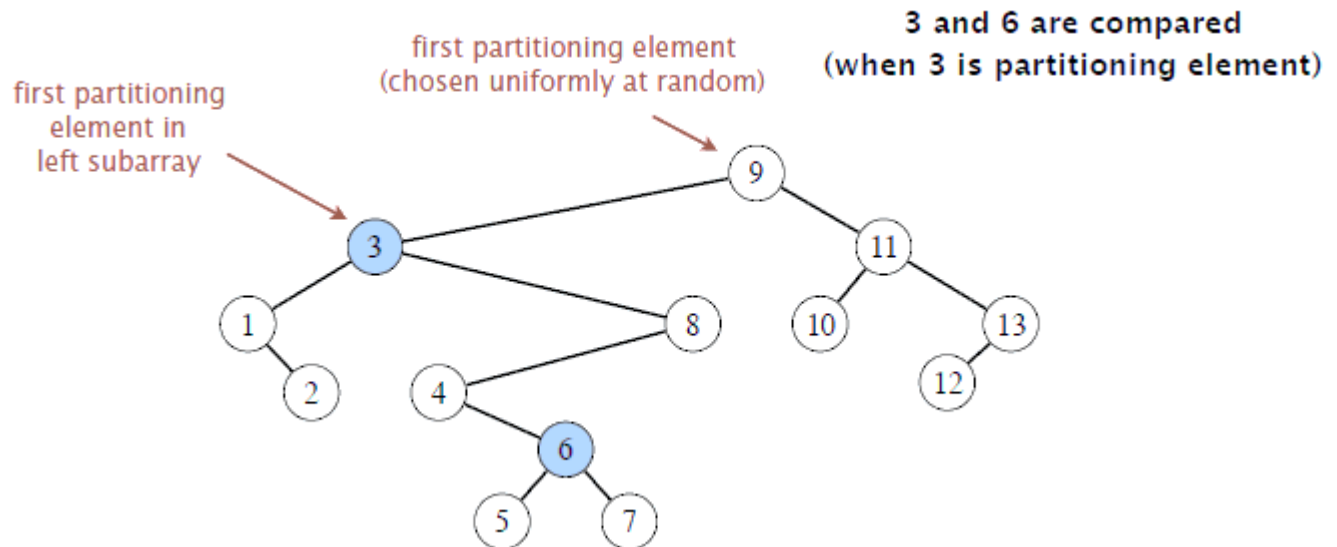 3 and 6 are compared
(when 3 is partitioning element)
first partitioning element
(chosen uniformly at random)
first partitioning
element in
left subarray
9
3
11
1
8
10
13
2
4
12
6
5
7